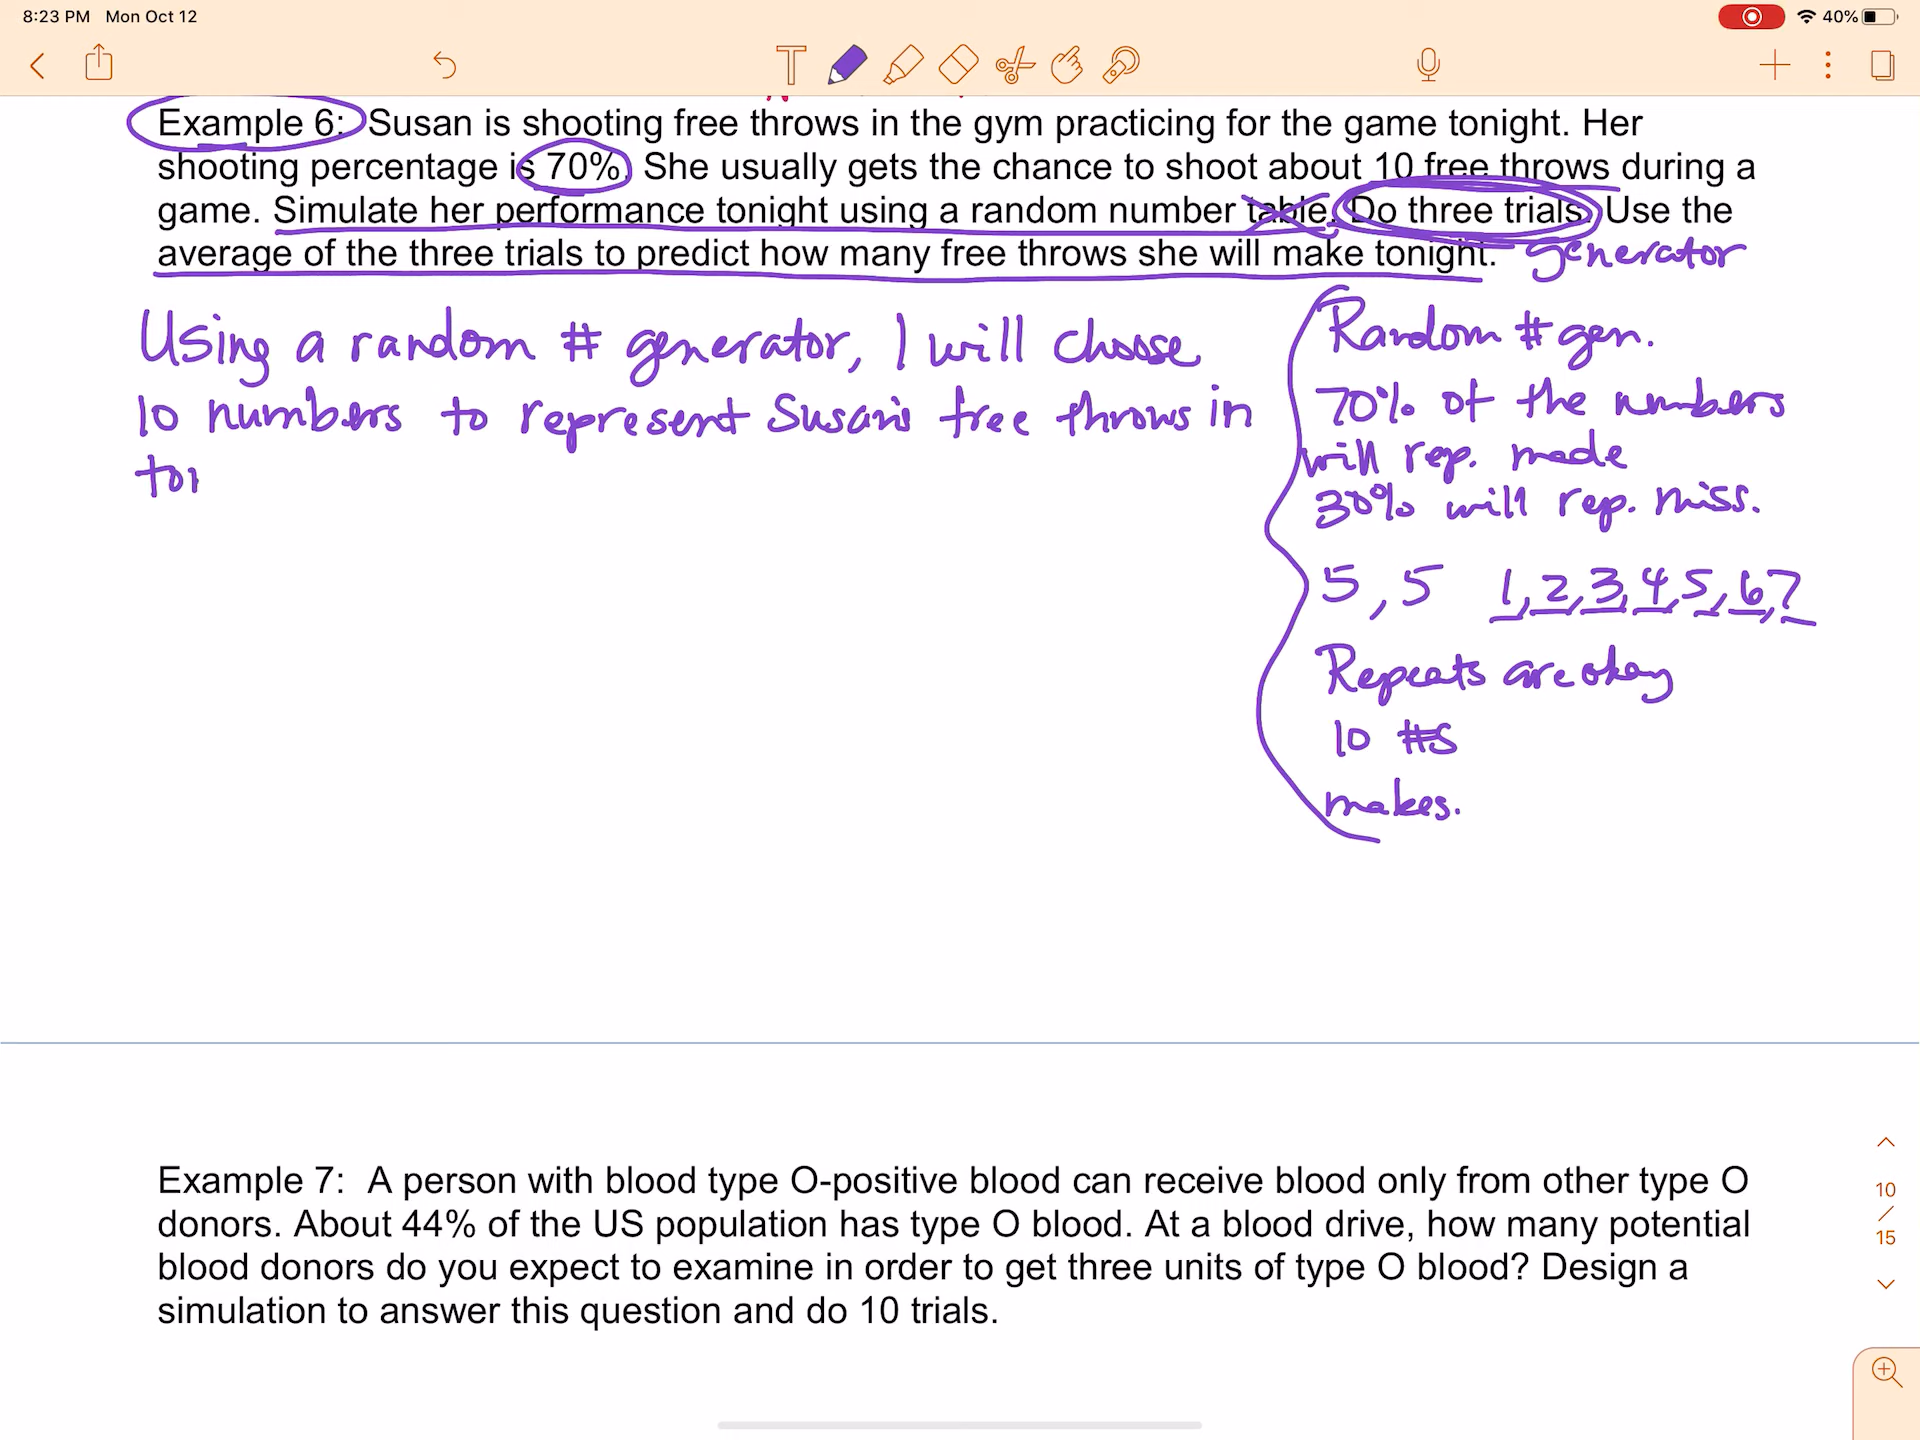 8:23 PM Mon Oct 12
40%
Example 6: Susan is shooting free throws in the gym practicing for the game tonight. Her
shooting percentage is 70%. She usually gets the chance to shoot about 10 free throws during a
game. Simulate her performance tonight using a random number table. Do three trials. Use the
average of the three trials to predict how many free throws she will make tonight.
generator
Using a random # generator, I will choose
10 numbers to represent Susan's free throws in
Random # gen.
70% of the numbers
will rep. made
30% will rep. miss.
5, 5 1, 2, 3, 4, 5, 6, 7
Repeats are okay
10 #s
makes.
Example 7: A person with blood type O-positive blood can receive blood only from other type O
donors. About 44% of the US population has type O blood. At a blood drive, how many potential
blood donors do you expect to examine in order to get three units of type O blood? Design a
simulation to answer this question and do 10 trials.
10
/
15